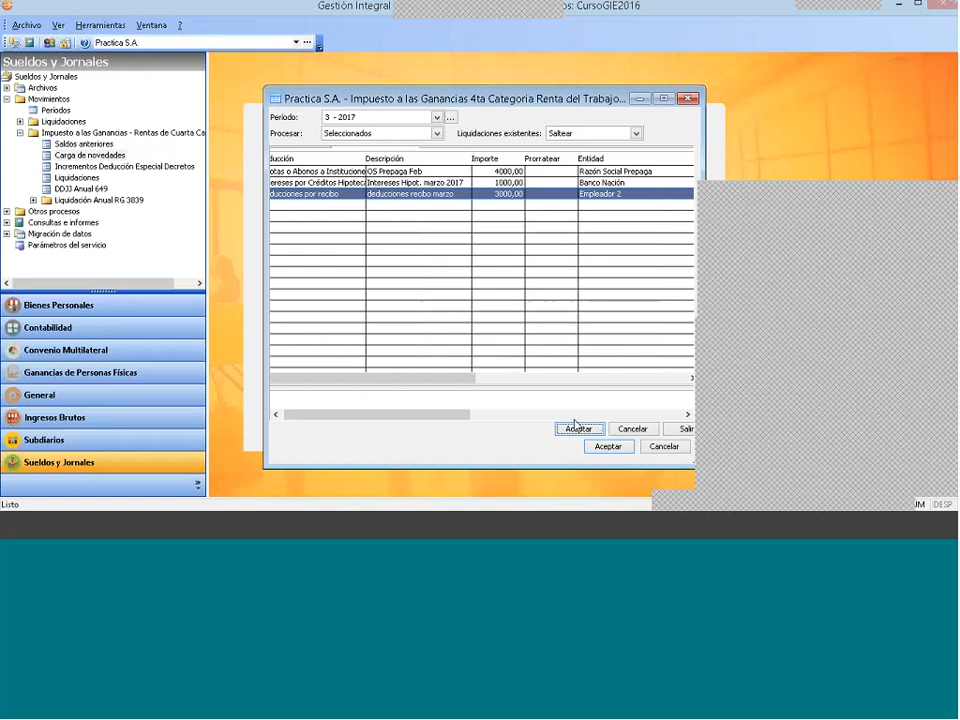 Gestión Integral
os: CursoGIE2016
Archivo Ver Herramientas Ventana ?
Practica S.A.
Sueldos y Jornales
Sueldos y Jornales
Archivos
Movimientos
Períodos
Liquidaciones
Impuesto a las Ganancias - Rentas de Cuarta Ca
Saldos anteriores
Carga de novedades
Incrementos Deducción Especial Decretos
Liquidaciones
DDJJ Anual 649
Liquidación Anual RG 3839
Otros procesos
Consultas e informes
Migración de datos
Parámetros del servicio
Bienes Personales
Contabilidad
Convenio Multilateral
Ganancias de Personas Físicas
General
Ingresos Brutos
Subdiarios
Sueldos y Jornales
Listo
Practica S.A. - Impuesto a las Ganancias 4ta Categoria Renta del Trabajo...
Período: 3 - 2017 ...
Procesar: Seleccionados Liquidaciones existentes: Saltear
ducción Descripción Importe Prorratear Entidad
otas o Abonos a Institucione OS Prepaga Feb 4000,00 Razón Social Prepaga
ereses por Créditos Hipoteca Intereses Hipot. marzo 2017 1000,00 Banco Nación
ducciones por recibo deducciones recibo marzo 3000,00 Empleador 2
Aceptar Cancelar Salir
Aceptar Cancelar
UM DESP